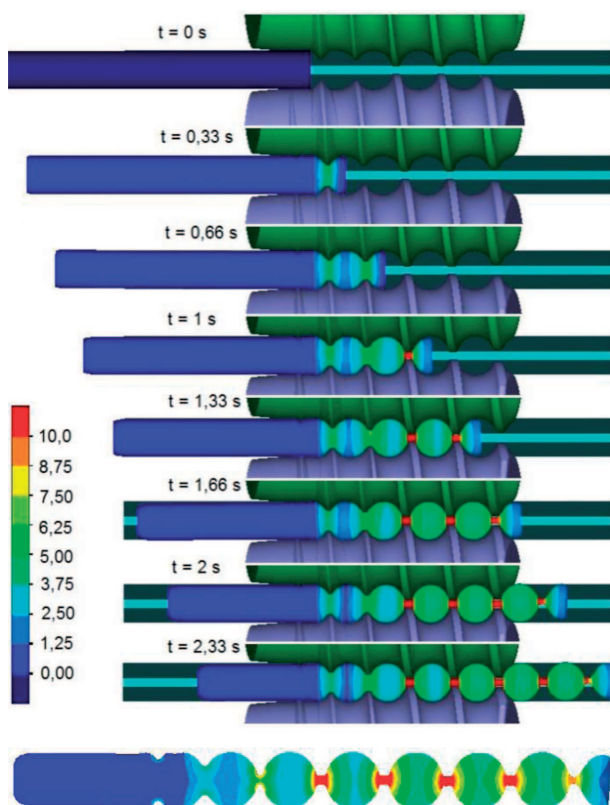 t = 0 s
t = 0,33 s
t = 0,66 s
t = 1 s
t = 1,33 s
t = 1,66 s
t = 2 s
t = 2,33 s
10,0
8,75
7,50
6,25
5,00
3,75
2,50
1,25
0,00